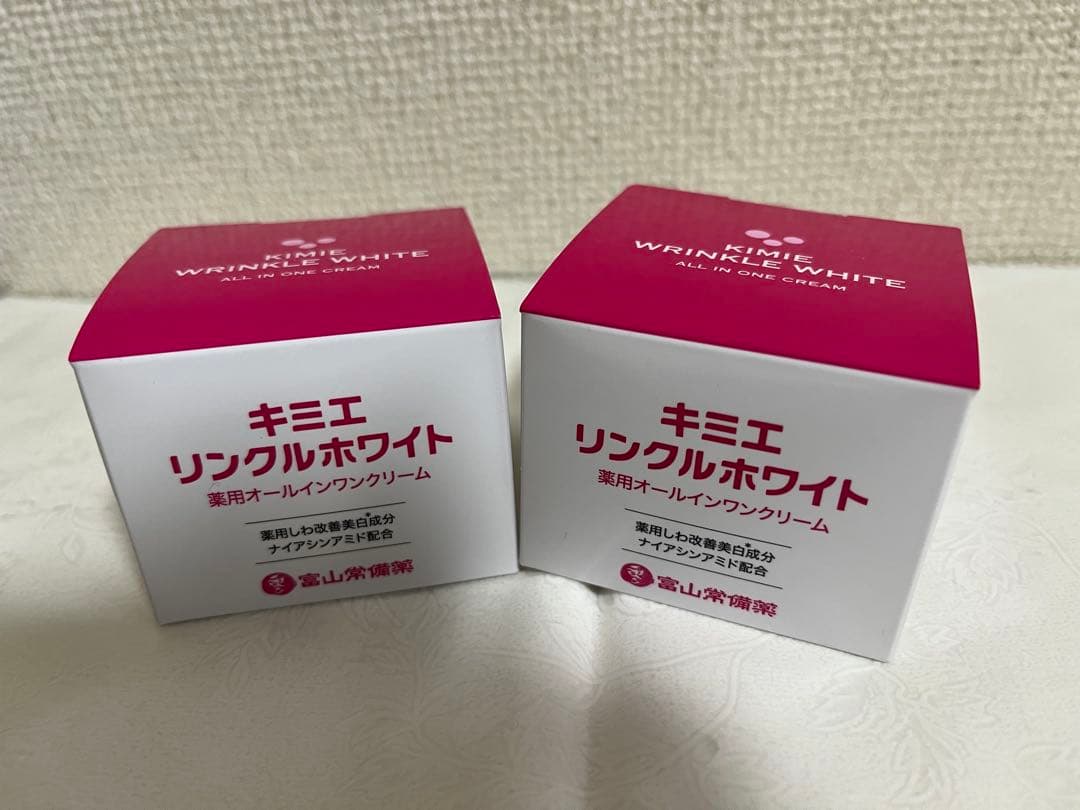 KIMIE
WRINKLE WHITE
ALL IN ONE CREAM
キミエ
リンクルホワイト
薬用オールインワンクリーム
薬用しわ改善美白*成分
ナイアシンアミド配合
富山常備薬
KIMIE
WRINKLE WHITE
ALL IN ONE CREAM
キミエ
リンクルホワイト
薬用オールインワンクリーム
薬用しわ改善美白*成分
ナイアシンアミド配合
富山常備薬